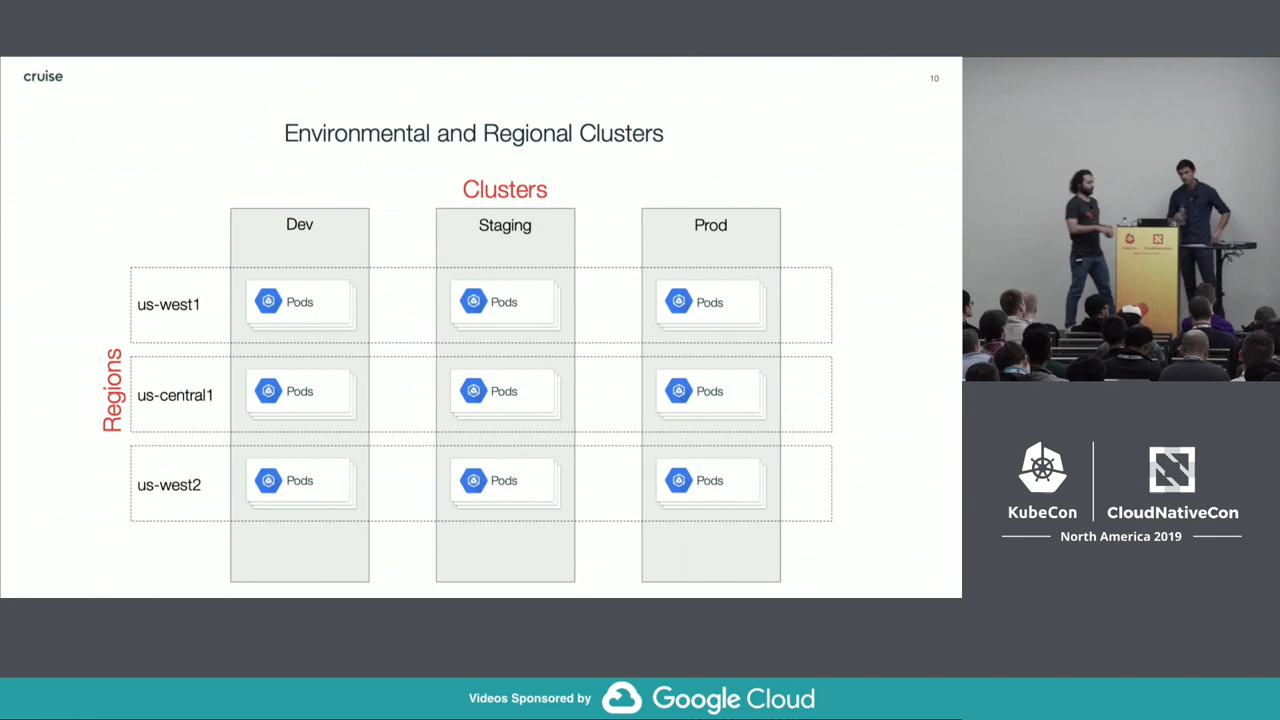 cruise
10
Environmental and Regional Clusters
Clusters
Dev
Staging
Prod
Regions
us-west1
Pods
Pods
Pods
us-central1
Pods
Pods
Pods
us-west2
Pods
Pods
Pods
KubeCon
CloudNativeCon
North America 2019
Videos Sponsored by
Google Cloud